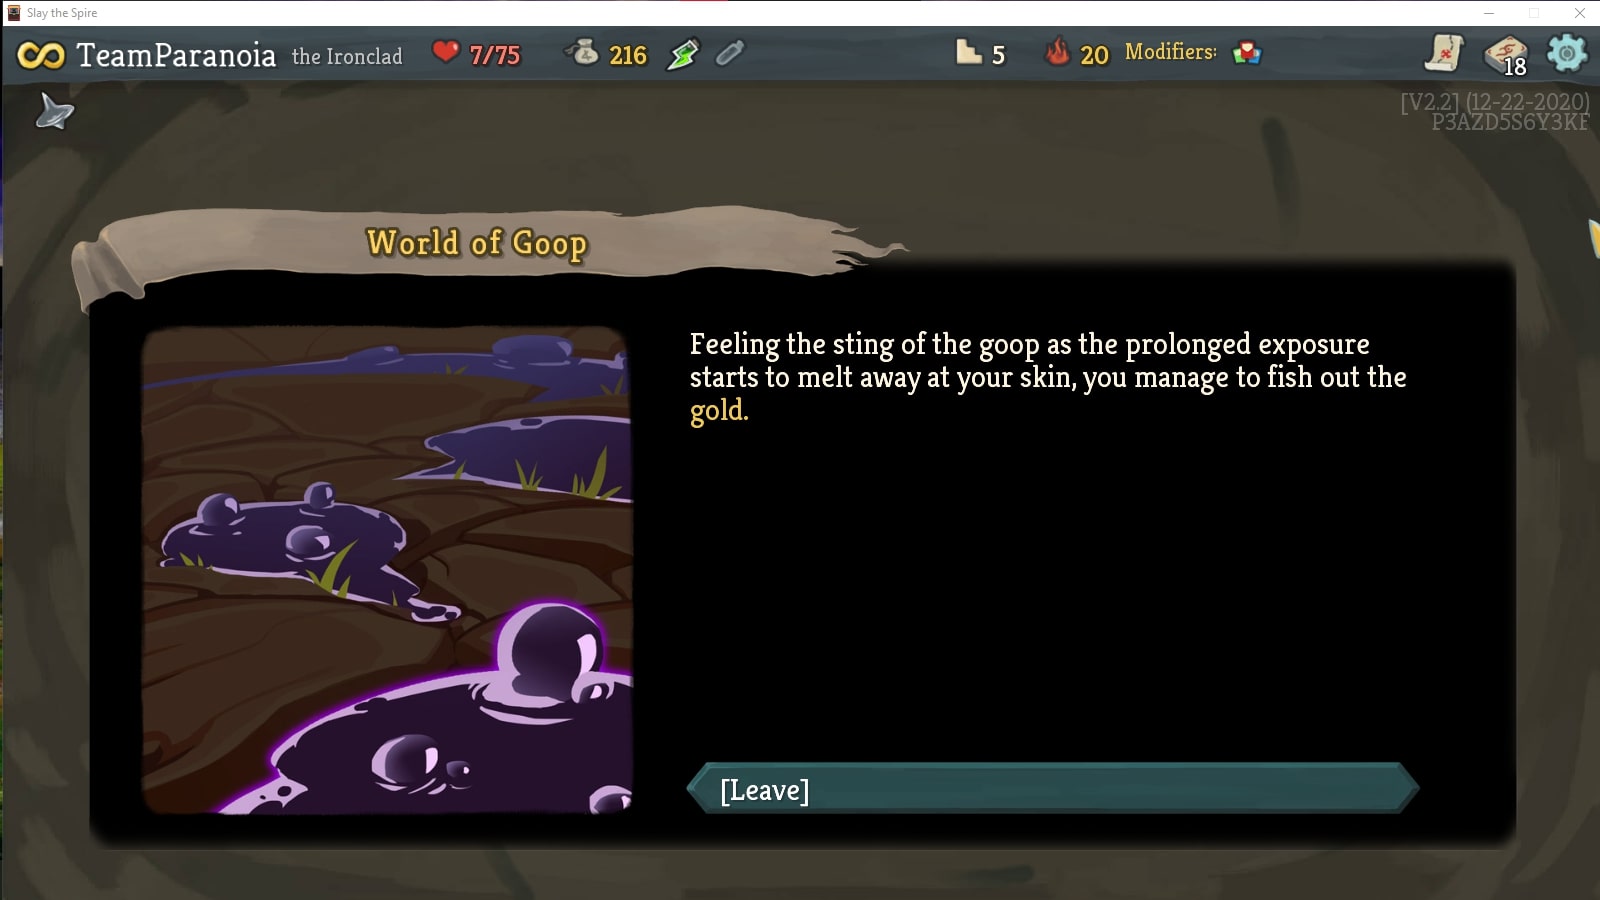 Slay the Spire
TeamParanoia the Ironclad 7/75 216 5 20 Modifiers: 18
[V2.2] (12-22-2020)
P3AZD5S6Y3KF
World of Goop
Feeling the sting of the goop as the prolonged exposure
starts to melt away at your skin, you manage to fish out the
gold.
[Leave]